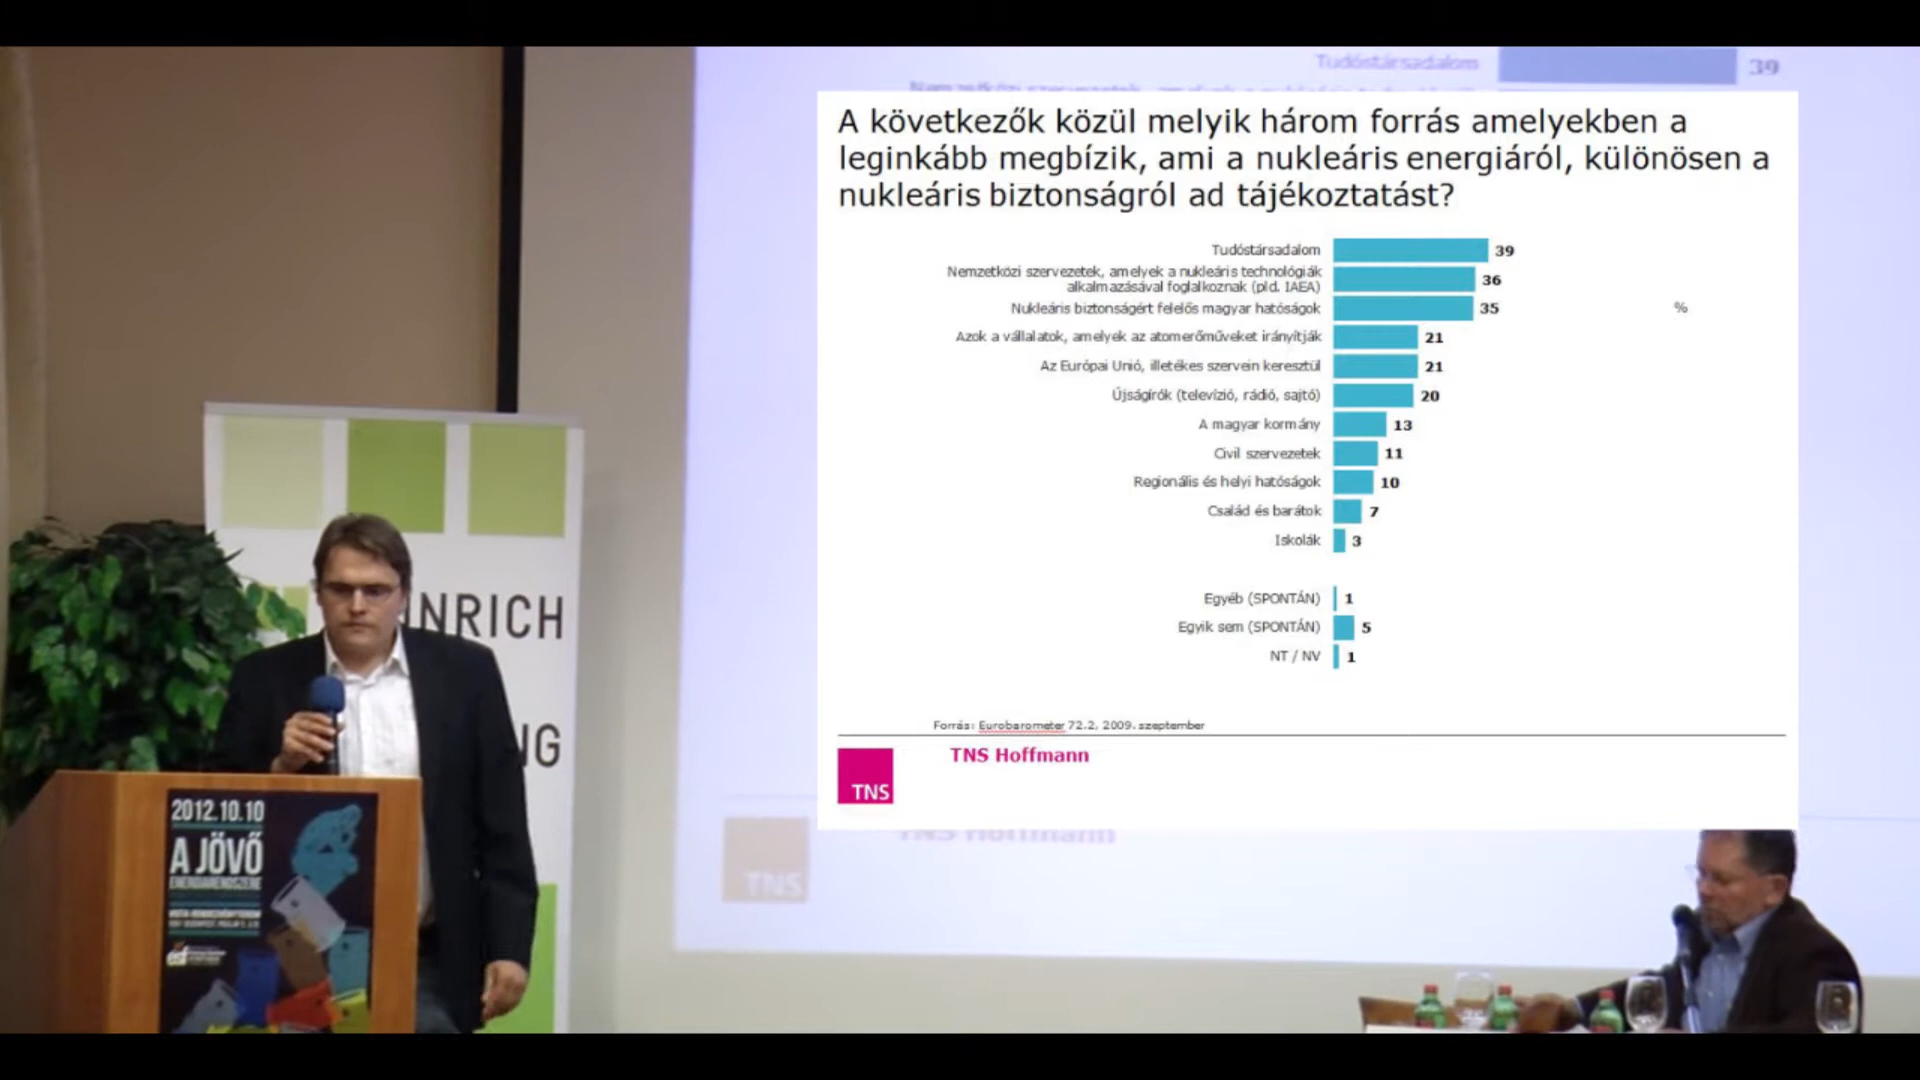 Tudóstársadalom
39
A következők közül melyik három forrás amelyekben a
leginkább megbízik, ami a nukleáris energiáról, különösen a
nukleáris biztonságról ad tájékoztatást?
Tudóstársadalom 39
Nemzetközi szervezetek, amelyek a nukleáris technológiák
alkalmazásával foglalkoznak (pld. IAEA) 36
Nukleáris biztonságért felelős magyar hatóságok 35
%
Azok a vállalatok, amelyek az atomerőműveket irányítják 21
Az Európai Unió, illetékes szervein keresztül 21
Újságírók (televízió, rádió, sajtó) 20
A magyar kormány 13
Civil szervezetek 11
Regionális és helyi hatóságok 10
Család és barátok 7
Iskolák 3
Egyéb (SPONTÁN) 1
Egyik sem (SPONTÁN) 5
NT / NV 1
Forrás: Eurobarometer 72.2, 2009. szeptember
TNS Hoffmann
TNS
TNS Hoffmann
TNS
INRICH
NG
2012.10.10
A JÖVŐ
ENERGIARENDSZERE